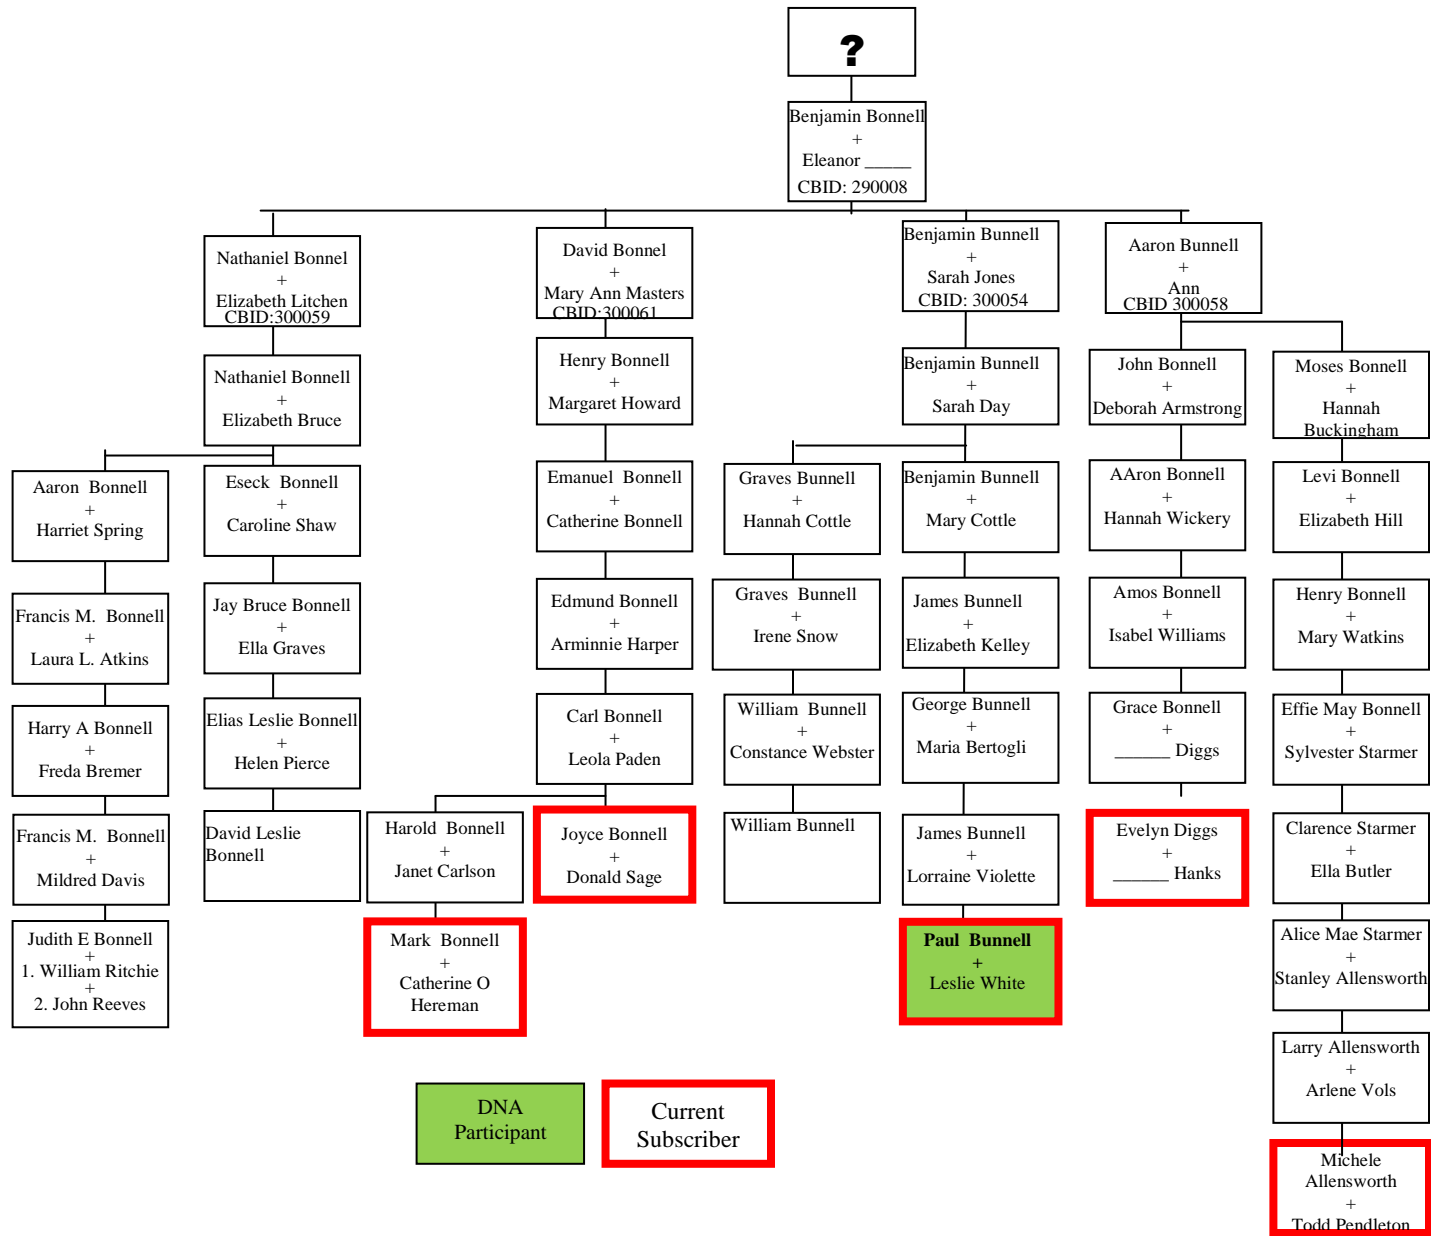 ?
Benjamin Bonnell
+
Eleanor _____
CBID: 290008
Nathaniel Bonnel
+
Elizabeth Litchen
CBID:300059
David Bonnel
+
Mary Ann Masters
CBID:300061
Benjamin Bunnell
+
Sarah Jones
CBID: 300054
Aaron Bunnell
+
Ann
CBID 300058
Nathaniel Bonnell
+
Elizabeth Bruce
Henry Bonnell
+
Margaret Howard
Benjamin Bunnell
+
Sarah Day
John Bonnell
+
Deborah Armstrong
Moses Bonnell
+
Hannah
Buckingham
Aaron Bonnell
+
Harriet Spring
Eseck Bonnell
+
Caroline Shaw
Emanuel Bonnell
+
Catherine Bonnell
Graves Bunnell
+
Hannah Cottle
Benjamin Bunnell
+
Mary Cottle
AAron Bonnell
+
Hannah Wickery
Levi Bonnell
+
Elizabeth Hill
Francis M. Bonnell
+
Laura L. Atkins
Jay Bruce Bonnell
+
Ella Graves
Edmund Bonnell
+
Arminnie Harper
Graves Bunnell
+
Irene Snow
James Bunnell
+
Elizabeth Kelley
Amos Bonnell
+
Isabel Williams
Henry Bonnell
+
Mary Watkins
Harry A Bonnell
+
Freda Bremer
Elias Leslie Bonnell
+
Helen Pierce
Carl Bonnell
+
Leola Paden
William Bunnell
+
Constance Webster
George Bunnell
+
Maria Bertogli
Grace Bonnell
+
______ Diggs
Effie May Bonnell
+
Sylvester Starmer
Francis M. Bonnell
+
Mildred Davis
David Leslie
Bonnell
Harold Bonnell
+
Janet Carlson
Joyce Bonnell
+
Donald Sage
William Bunnell
James Bunnell
+
Lorraine Violette
Evelyn Diggs
+
______ Hanks
Clarence Starmer
+
Ella Butler
Judith E Bonnell
+
1. William Ritchie
+
2. John Reeves
Mark Bonnell
+
Catherine O
Hereman
Paul Bunnell
+
Leslie White
Alice Mae Starmer
+
Stanley Allensworth
Larry Allensworth
+
Arlene Vols
Michele
Allensworth
+
Todd Pendleton
DNA
Participant
Current
Subscriber